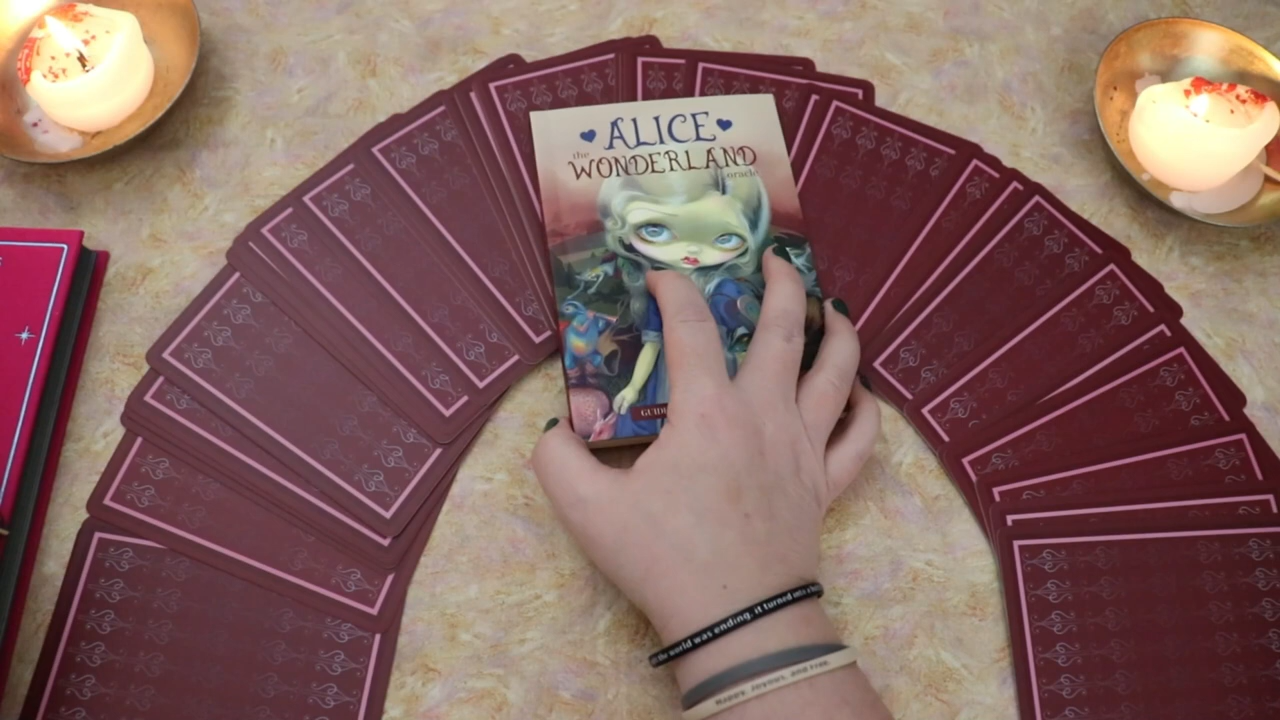 ALICE
the
WONDERLAND
oracle
GUID
the world was ending, it turned into a
Happy, Joyous, and Free.